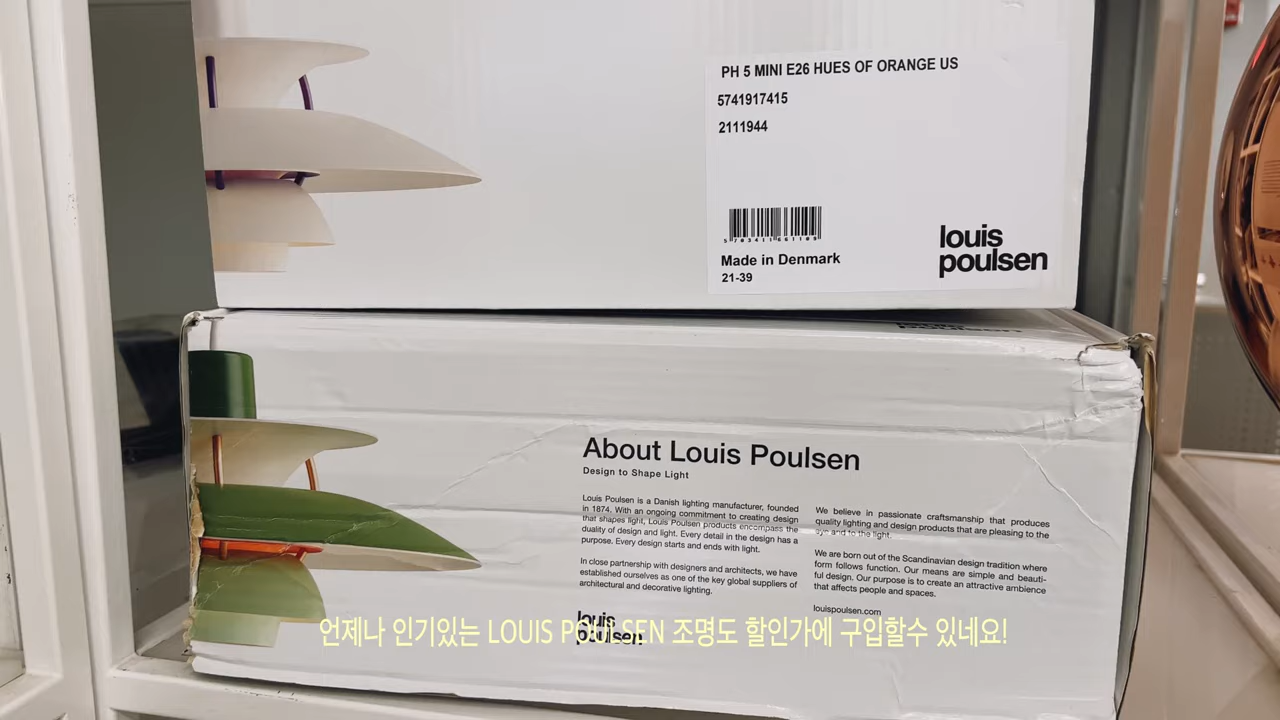 PH 5 MINI E26 HUES OF ORANGE US
5741917415
2111944
5 703411 661109
Made in Denmark
21-39
louis
poulsen
poulsen
About Louis Poulsen
Design to Shape Light
Louis Poulsen is a Danish lighting manufacturer, founded
in 1874. With an ongoing commitment to creating design
that shapes light, Louis Poulsen products encompass the
duality of design and light. Every detail in the design has a
purpose. Every design starts and ends with light.
In close partnership with designers and architects, we have
established ourselves as one of the key global suppliers of
architectural and decorative lighting.
We believe in passionate craftsmanship that produces
quality lighting and design products that are pleasing to the
eye and to the light.
We are born out of the Scandinavian design tradition where
form follows function. Our means are simple and beauti-
ful design. Our purpose is to create an attractive ambience
that affects people and spaces.
louispoulsen.com
louis
poulsen
언제나 인기있는 LOUIS POULSEN 조명도 할인가에 구입할수 있네요!